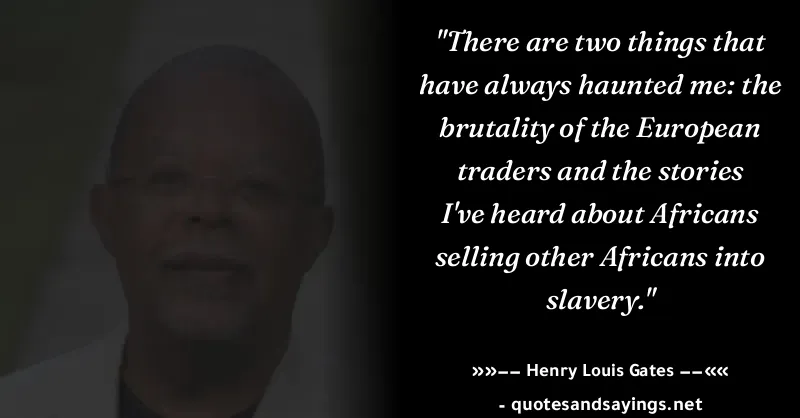 "There are two things that
have always haunted me: the
brutality of the European
traders and the stories
I've heard about Africans
selling other Africans into
slavery."
»»−− Henry Louis Gates −−««
- quotesandsayings.net